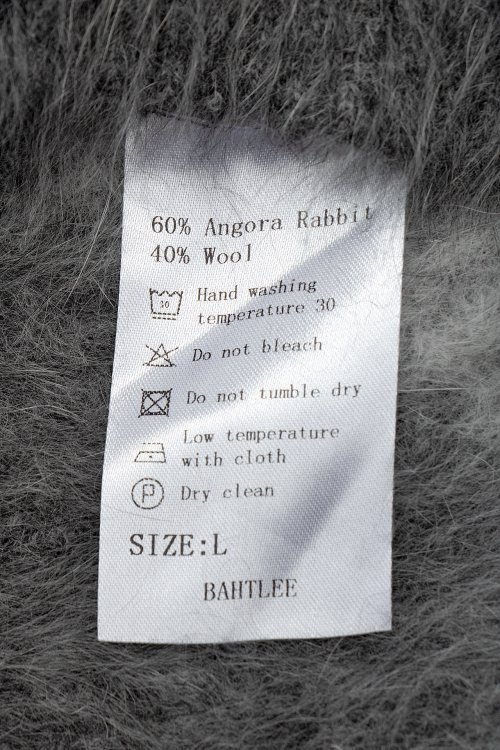 60% Angora Rabbit
40% Wool
30
Hand washing
temperature 30
Do not bleach
Do not tumble dry
Low temperature
with cloth
P
Dry clean
SIZE:L
BAHTLEE